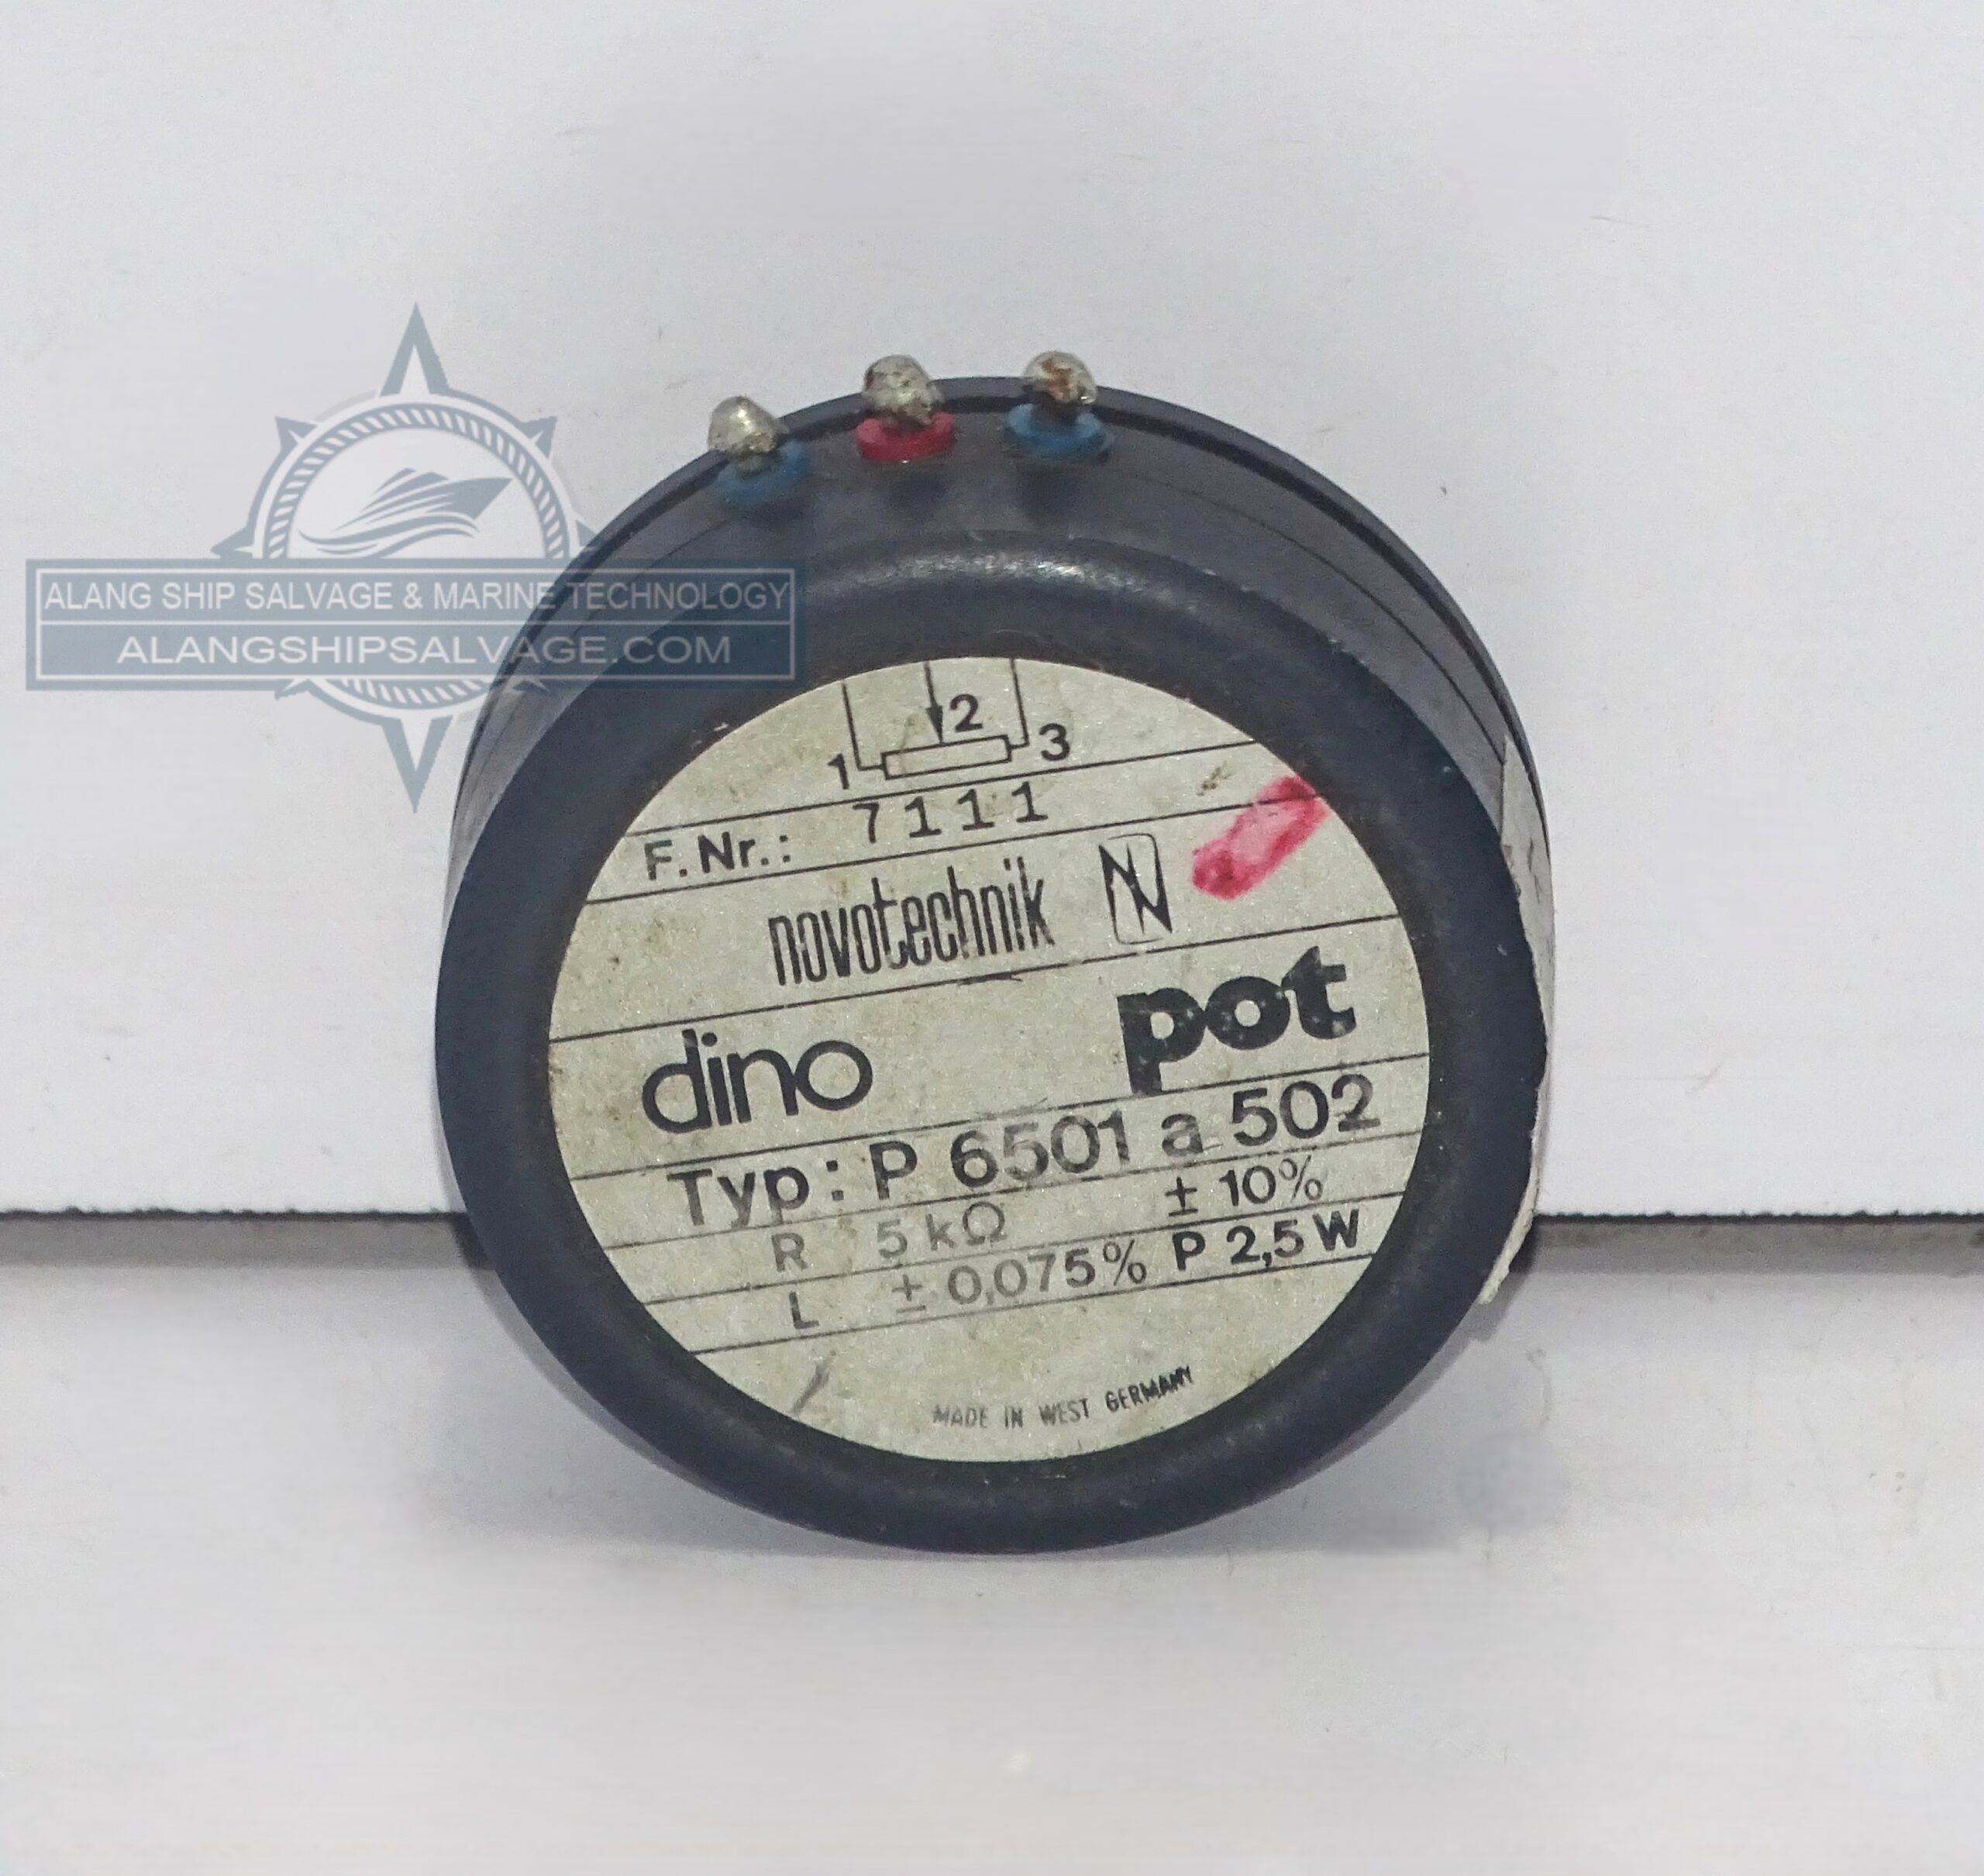 ALANG SHIP SALVAGE & MARINE TECHNOLOGY
ALANGSHIPSALVAGE.COM
1 2 3
F. Nr.: 7111
novotechnik N
dino pot
Typ: P 6501 a 502
R 5 kΩ ± 10%
L ± 0,075% P 2,5 W
MADE IN WEST GERMANY